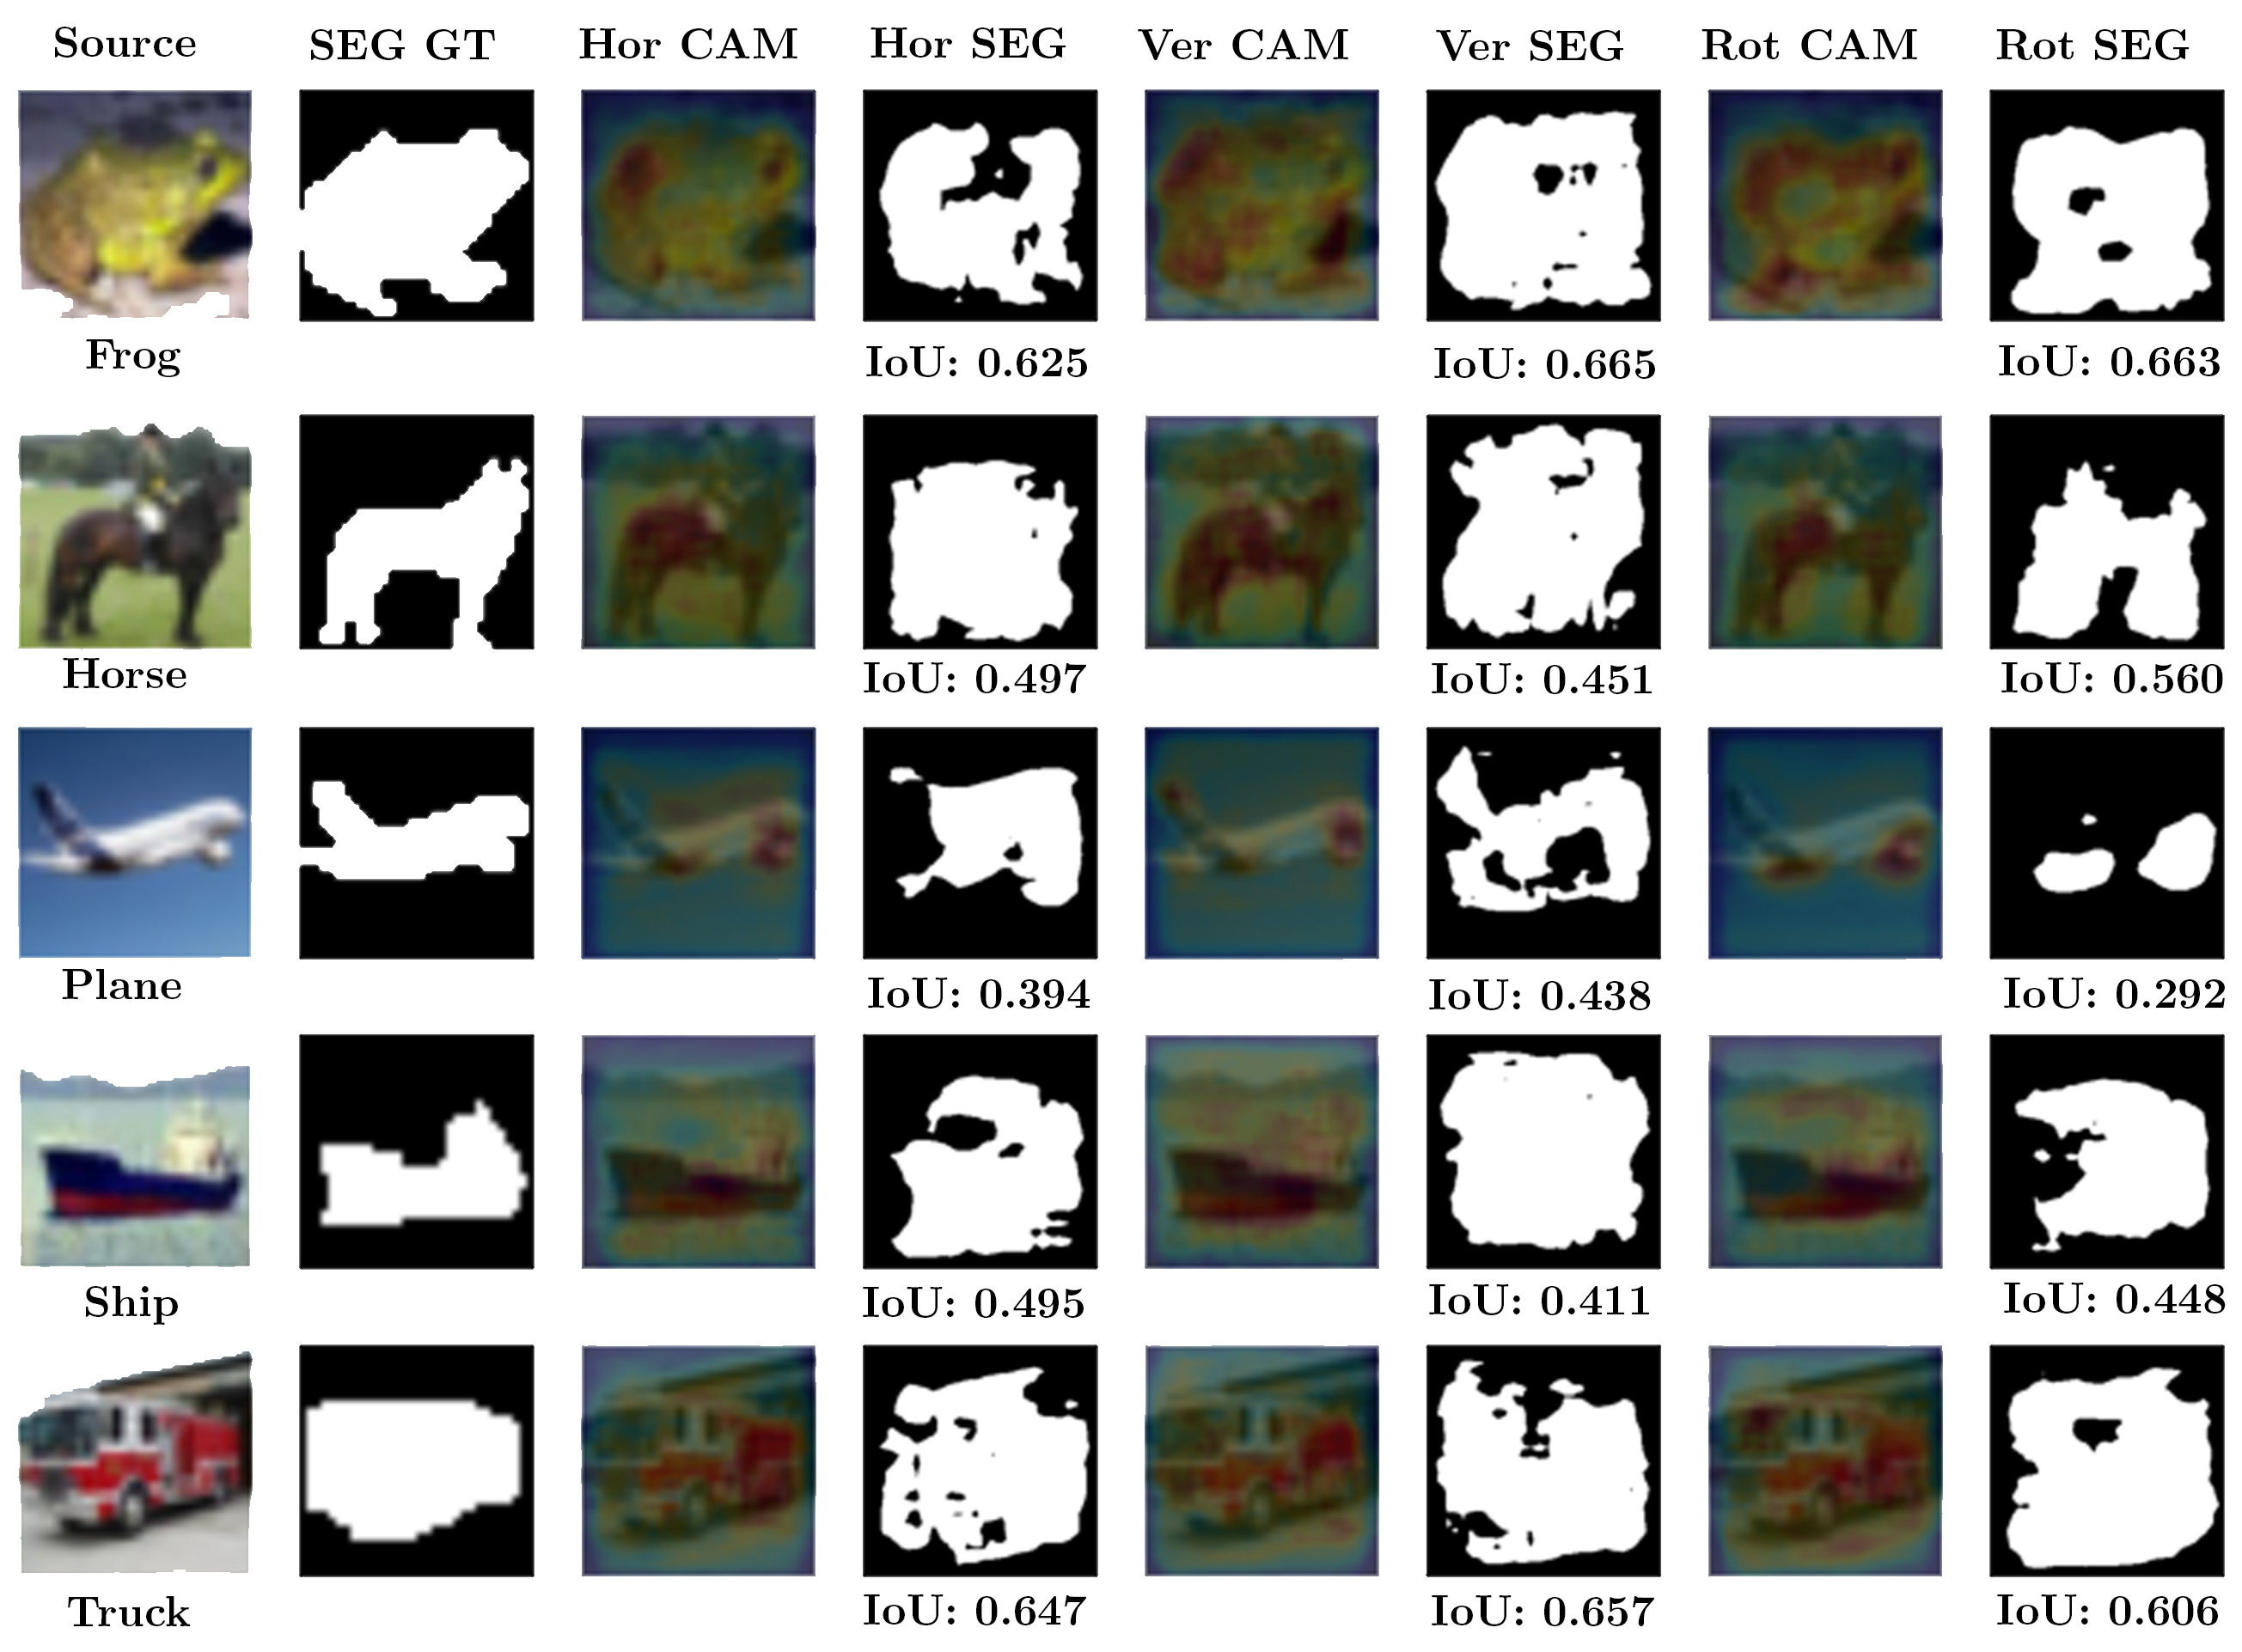 Source SEG GT Hor CAM Hor SEG Ver CAM Ver SEG Rot CAM Rot SEG
Frog IoU: 0.625 IoU: 0.665 IoU: 0.663
Horse IoU: 0.497 IoU: 0.451 IoU: 0.560
Plane IoU: 0.394 IoU: 0.438 IoU: 0.292
Ship IoU: 0.495 IoU: 0.411 IoU: 0.448
Truck IoU: 0.647 IoU: 0.657 IoU: 0.606